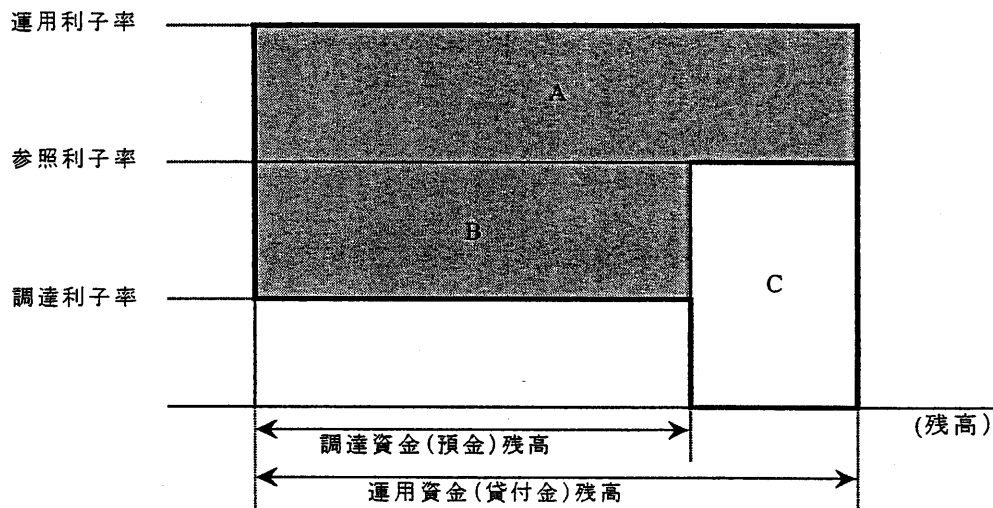 運用利子率
A
参照利子率
B
C
調達利子率
(残高)
調達資金(預金)残高
運用資金(貸付金)残高